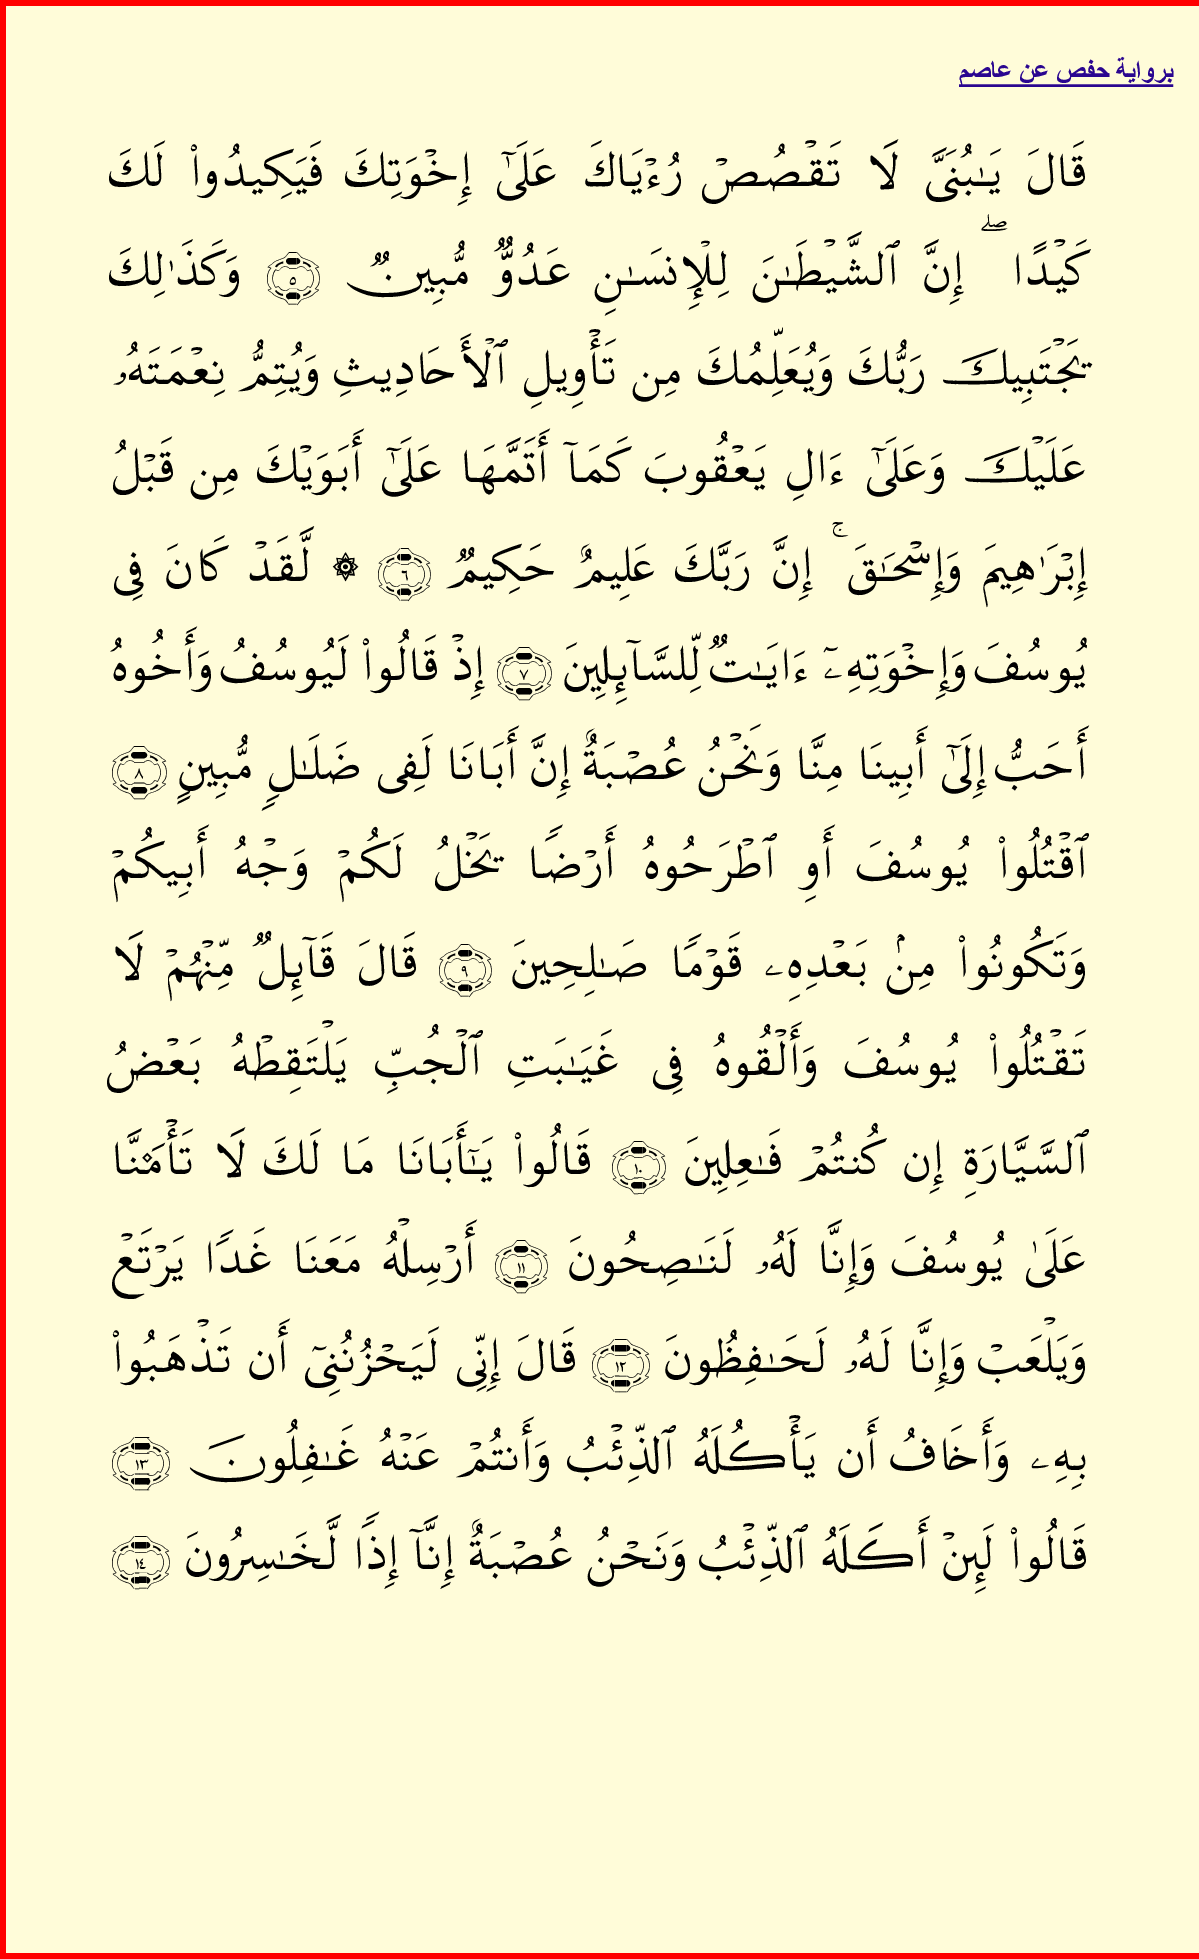 برواية حفص عن عاصم
قَالَ يَٰبُنَيَّ لَا تَقۡصُصۡ رُءۡيَاكَ عَلَىٰٓ إِخۡوَتِكَ فَيَكِيدُواْ لَكَ
كَيۡدًا ۖ إِنَّ ٱلشَّيۡطَٰنَ لِلۡإِنسَٰنِ عَدُوٌّ مُّبِينٌ ۝٥ وَكَذَٰلِكَ
يَجۡتَبِيكَ رَبُّكَ وَيُعَلِّمُكَ مِن تَأۡوِيلِ ٱلۡأَحَادِيثِ وَيُتِمُّ نِعۡمَتَهُۥ
عَلَيۡكَ وَعَلَىٰٓ ءَالِ يَعۡقُوبَ كَمَآ أَتَمَّهَا عَلَىٰٓ أَبَوَيۡكَ مِن قَبۡلُ
إِبۡرَٰهِيمَ وَإِسۡحَٰقَ ۚ إِنَّ رَبَّكَ عَلِيمٌ حَكِيمٌ ۝٦ ۞ لَّقَدۡ كَانَ فِي
يُوسُفَ وَإِخۡوَتِهِۦٓ ءَايَٰتٌ لِّلسَّآئِلِينَ ۝٧ إِذۡ قَالُواْ لَيُوسُفُ وَأَخُوهُ
أَحَبُّ إِلَىٰٓ أَبِينَا مِنَّا وَنَحۡنُ عُصۡبَةٌ إِنَّ أَبَانَا لَفِي ضَلَٰلٍ مُّبِينٍ ۝٨
ٱقۡتُلُواْ يُوسُفَ أَوِ ٱطۡرَحُوهُ أَرۡضًا يَخۡلُ لَكُمۡ وَجۡهُ أَبِيكُمۡ
وَتَكُونُواْ مِنۢ بَعۡدِهِۦ قَوۡمًا صَٰلِحِينَ ۝٩ قَالَ قَآئِلٌ مِّنۡهُمۡ لَا
تَقۡتُلُواْ يُوسُفَ وَأَلۡقُوهُ فِي غَيَٰبَتِ ٱلۡجُبِّ يَلۡتَقِطۡهُ بَعۡضُ
ٱلسَّيَّارَةِ إِن كُنتُمۡ فَٰعِلِينَ ۝١٠ قَالُواْ يَٰٓأَبَانَا مَا لَكَ لَا تَأۡمَ۬نَّا
عَلَىٰ يُوسُفَ وَإِنَّا لَهُۥ لَنَٰصِحُونَ ۝١١ أَرۡسِلۡهُ مَعَنَا غَدًا يَرۡتَعۡ
وَيَلۡعَبۡ وَإِنَّا لَهُۥ لَحَٰفِظُونَ ۝١٢ قَالَ إِنِّي لَيَحۡزُنُنِيٓ أَن تَذۡهَبُواْ
بِهِۦ وَأَخَافُ أَن يَأۡكُلَهُ ٱلذِّئۡبُ وَأَنتُمۡ عَنۡهُ غَٰفِلُونَ ۝١٣
قَالُواْ لَئِنۡ أَكَلَهُ ٱلذِّئۡبُ وَنَحۡنُ عُصۡبَةٌ إِنَّآ إِذًا لَّخَٰسِرُونَ ۝١٤